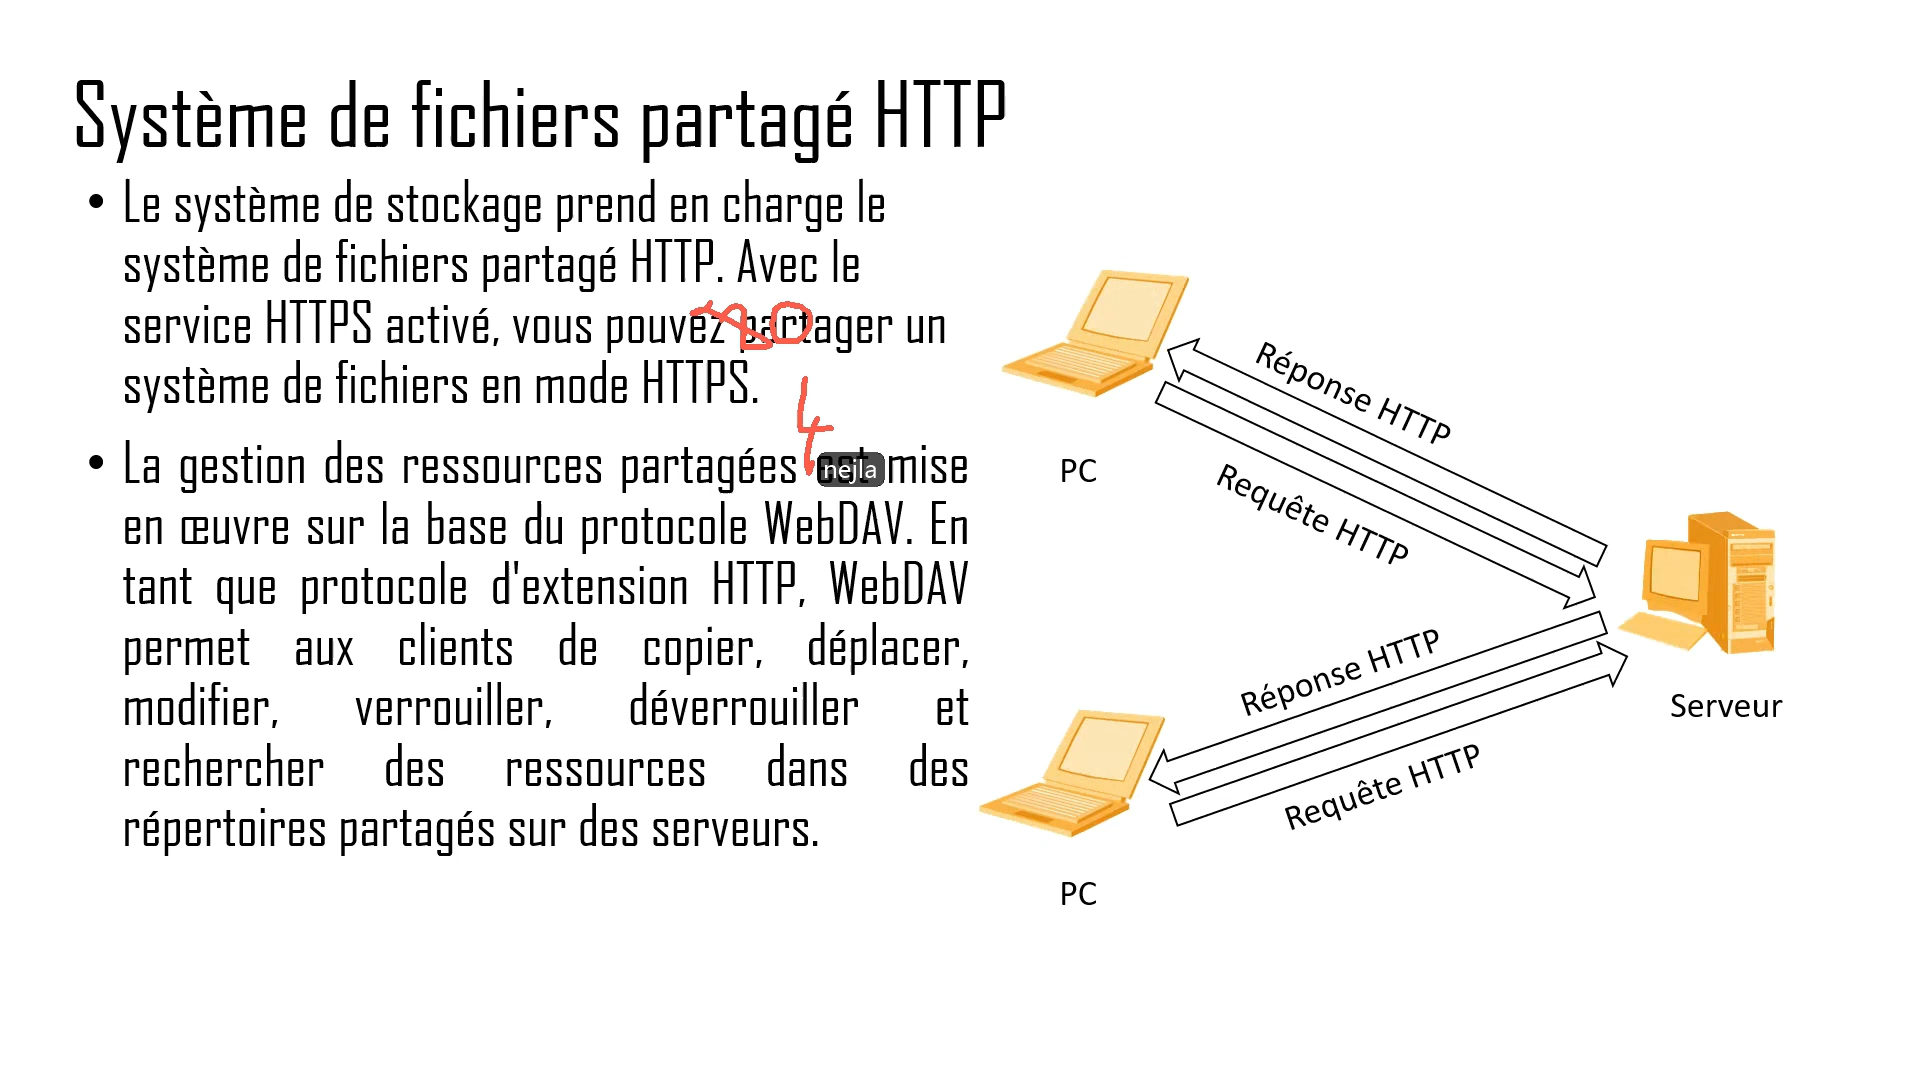 Système de fichiers partagé HTTP
• Le système de stockage prend en charge le
système de fichiers partagé HTTP. Avec le
service HTTPS activé, vous pouvez partager un
système de fichiers en mode HTTPS.
• La gestion des ressources partagées est mise
en œuvre sur la base du protocole WebDAV. En
tant que protocole d'extension HTTP, WebDAV
permet aux clients de copier, déplacer,
modifier, verrouiller, déverrouiller et
rechercher des ressources dans des
répertoires partagés sur des serveurs.
80
4
nejla
Réponse HTTP
PC
Requête HTTP
Réponse HTTP
Serveur
Requête HTTP
PC